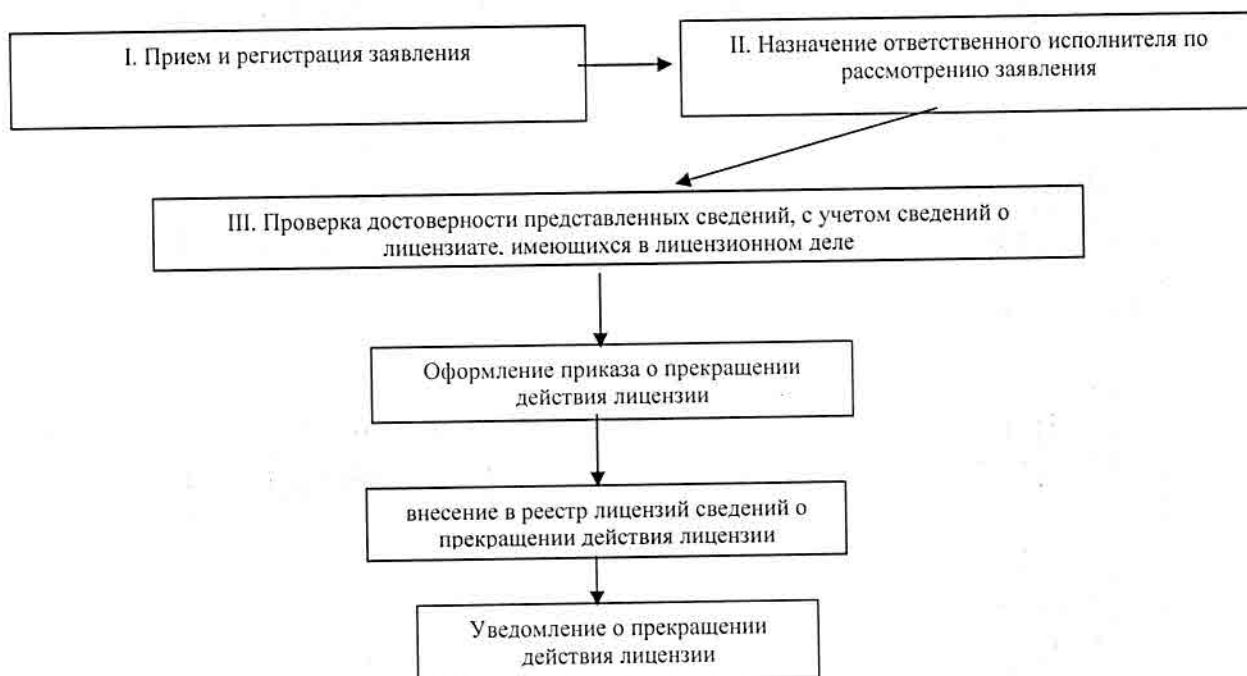 I. Прием и регистрация заявления
II. Назначение ответственного исполнителя по
рассмотрению заявления
III. Проверка достоверности представленных сведений, с учетом сведений о
лицензиате, имеющихся в лицензионном деле
Оформление приказа о прекращении
действия лицензии
внесение в реестр лицензий сведений о
прекращении действия лицензии
Уведомление о прекращении
действия лицензии